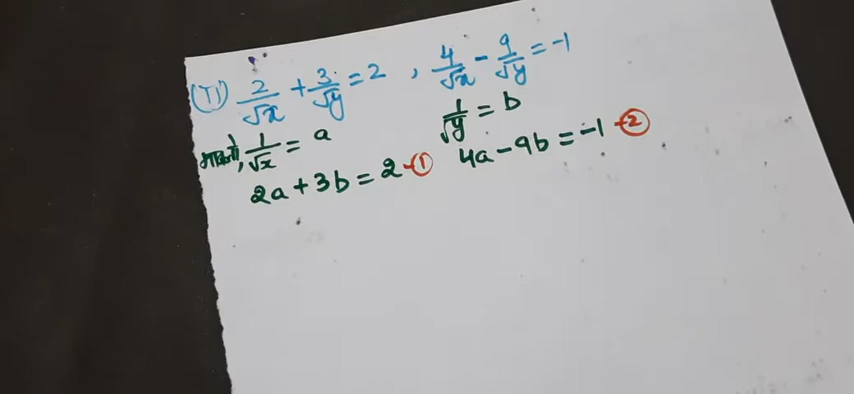 (II) 2/√x + 3/√y = 2 , 4/√x - 9/√y = -1
1/√x = a 1/√y = b
2a + 3b = 2 -① 4a - 9b = -1 -②